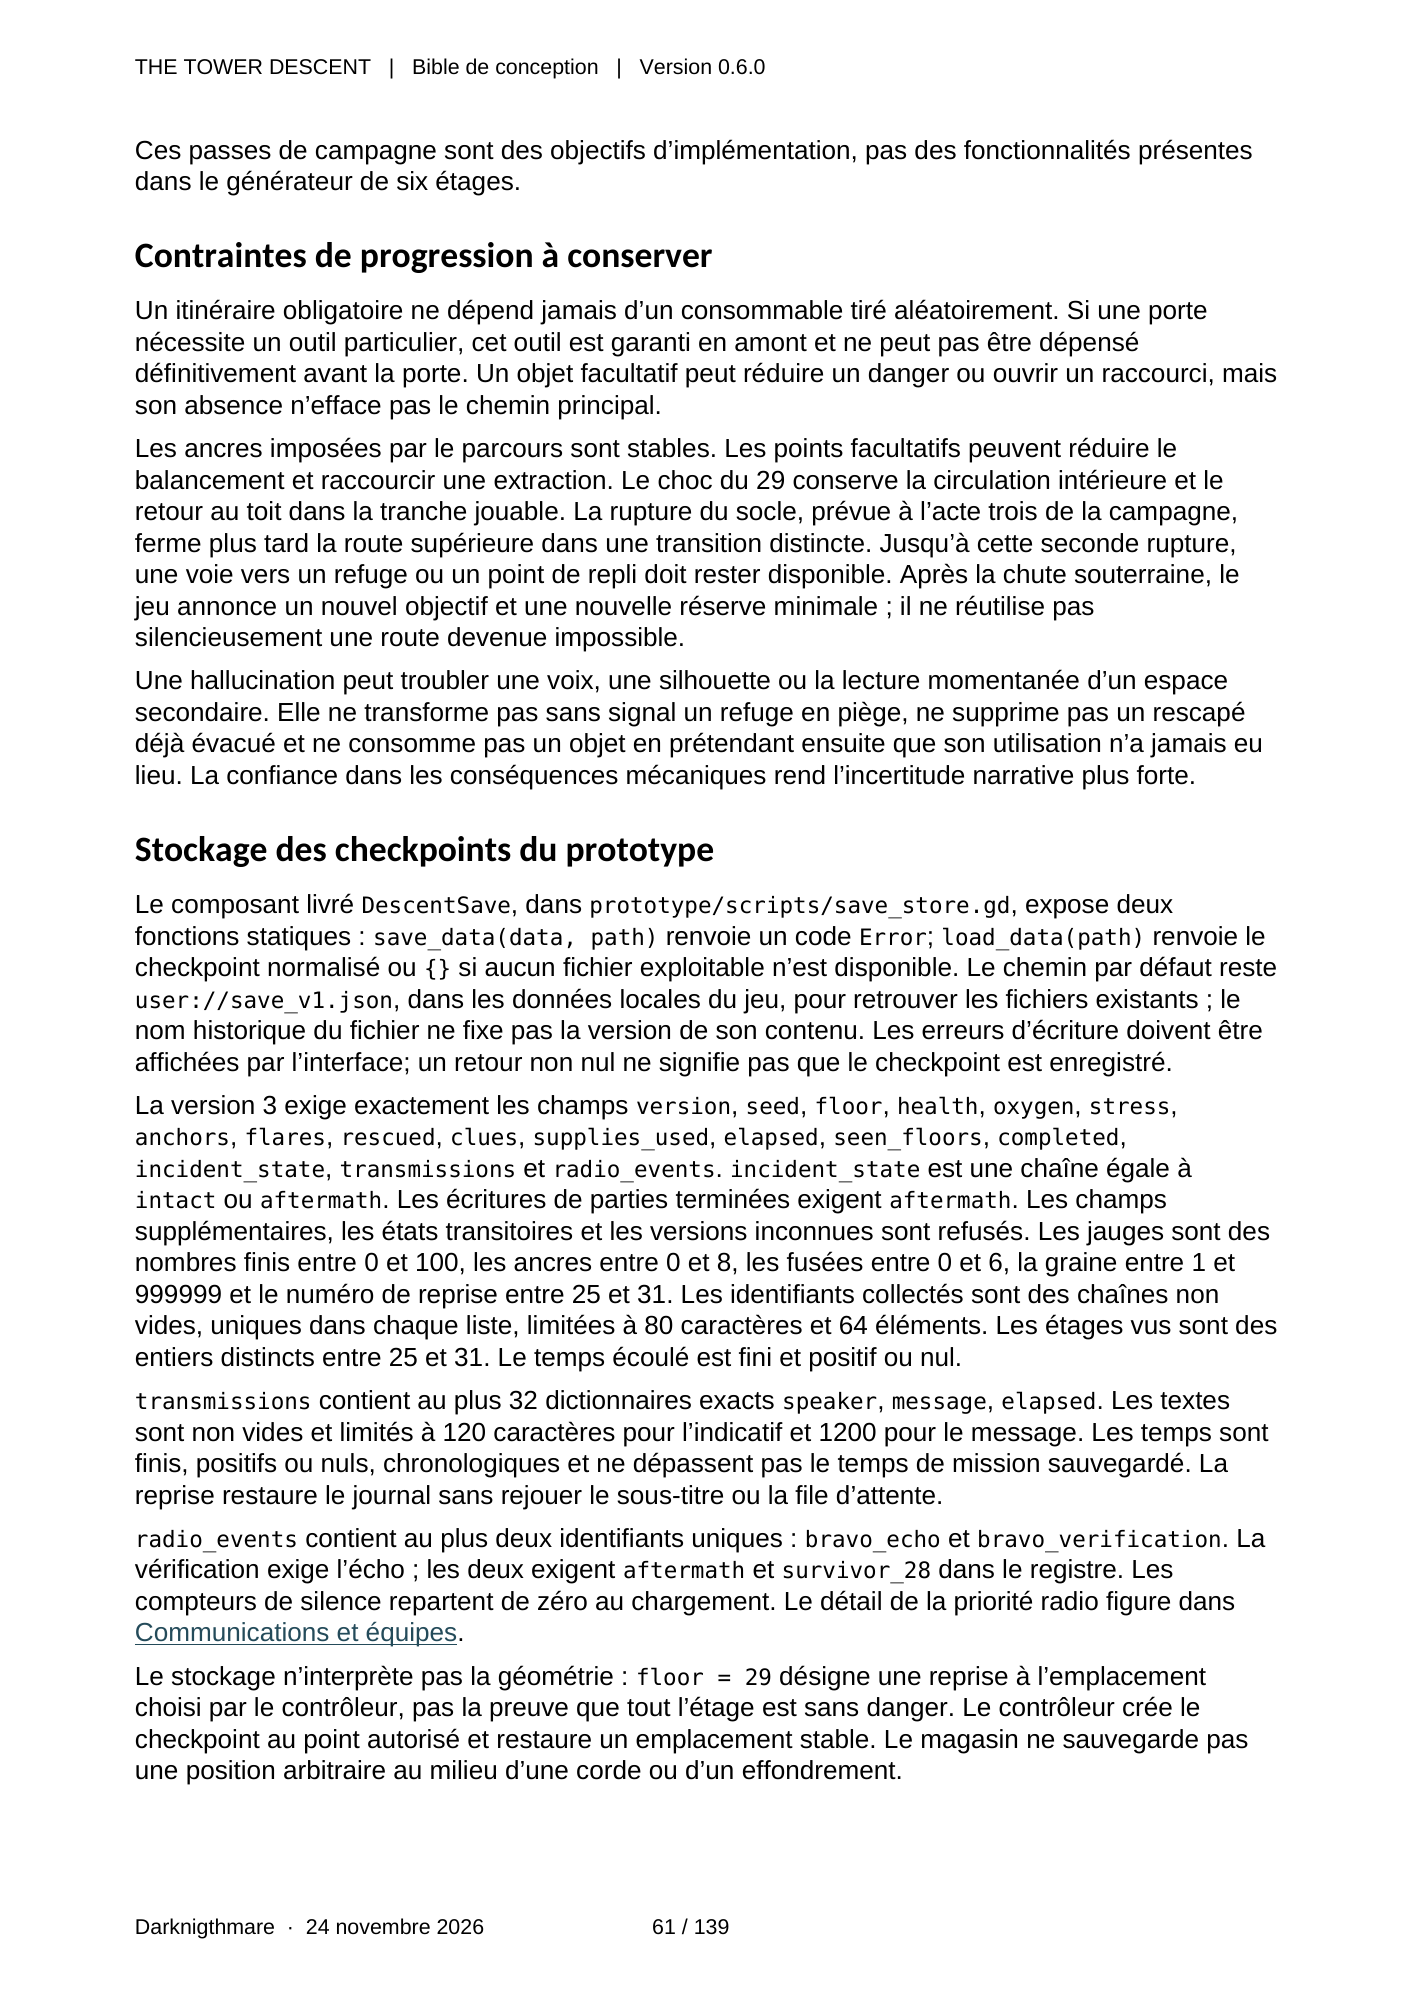 THE TOWER DESCENT | Bible de conception | Version 0.6.0
Ces passes de campagne sont des objectifs d’implémentation, pas des fonctionnalités présentes
dans le générateur de six étages.
Contraintes de progression à conserver
Un itinéraire obligatoire ne dépend jamais d’un consommable tiré aléatoirement. Si une porte
nécessite un outil particulier, cet outil est garanti en amont et ne peut pas être dépensé
définitivement avant la porte. Un objet facultatif peut réduire un danger ou ouvrir un raccourci, mais
son absence n’efface pas le chemin principal.
Les ancres imposées par le parcours sont stables. Les points facultatifs peuvent réduire le
balancement et raccourcir une extraction. Le choc du 29 conserve la circulation intérieure et le
retour au toit dans la tranche jouable. La rupture du socle, prévue à l’acte trois de la campagne,
ferme plus tard la route supérieure dans une transition distincte. Jusqu’à cette seconde rupture,
une voie vers un refuge ou un point de repli doit rester disponible. Après la chute souterraine, le
jeu annonce un nouvel objectif et une nouvelle réserve minimale ; il ne réutilise pas
silencieusement une route devenue impossible.
Une hallucination peut troubler une voix, une silhouette ou la lecture momentanée d’un espace
secondaire. Elle ne transforme pas sans signal un refuge en piège, ne supprime pas un rescapé
déjà évacué et ne consomme pas un objet en prétendant ensuite que son utilisation n’a jamais eu
lieu. La confiance dans les conséquences mécaniques rend l’incertitude narrative plus forte.
Stockage des checkpoints du prototype
Le composant livré DescentSave, dans prototype/scripts/save_store.gd, expose deux
fonctions statiques : save_data(data, path) renvoie un code Error; load_data(path) renvoie le
checkpoint normalisé ou {} si aucun fichier exploitable n’est disponible. Le chemin par défaut reste
user://save_v1.json, dans les données locales du jeu, pour retrouver les fichiers existants ; le
nom historique du fichier ne fixe pas la version de son contenu. Les erreurs d’écriture doivent être
affichées par l’interface; un retour non nul ne signifie pas que le checkpoint est enregistré.
La version 3 exige exactement les champs version, seed, floor, health, oxygen, stress,
anchors, flares, rescued, clues, supplies_used, elapsed, seen_floors, completed,
incident_state, transmissions et radio_events. incident_state est une chaîne égale à
intact ou aftermath. Les écritures de parties terminées exigent aftermath. Les champs
supplémentaires, les états transitoires et les versions inconnues sont refusés. Les jauges sont des
nombres finis entre 0 et 100, les ancres entre 0 et 8, les fusées entre 0 et 6, la graine entre 1 et
999999 et le numéro de reprise entre 25 et 31. Les identifiants collectés sont des chaînes non
vides, uniques dans chaque liste, limitées à 80 caractères et 64 éléments. Les étages vus sont des
entiers distincts entre 25 et 31. Le temps écoulé est fini et positif ou nul.
transmissions contient au plus 32 dictionnaires exacts speaker, message, elapsed. Les textes
sont non vides et limités à 120 caractères pour l’indicatif et 1200 pour le message. Les temps sont
finis, positifs ou nuls, chronologiques et ne dépassent pas le temps de mission sauvegardé. La
reprise restaure le journal sans rejouer le sous-titre ou la file d’attente.
radio_events contient au plus deux identifiants uniques : bravo_echo et bravo_verification. La
vérification exige l’écho ; les deux exigent aftermath et survivor_28 dans le registre. Les
compteurs de silence repartent de zéro au chargement. Le détail de la priorité radio figure dans
Communications et équipes.
Le stockage n’interprète pas la géométrie : floor = 29 désigne une reprise à l’emplacement
choisi par le contrôleur, pas la preuve que tout l’étage est sans danger. Le contrôleur crée le
checkpoint au point autorisé et restaure un emplacement stable. Le magasin ne sauvegarde pas
une position arbitraire au milieu d’une corde ou d’un effondrement.
Darknigthmare · 24 novembre 2026 61 / 139